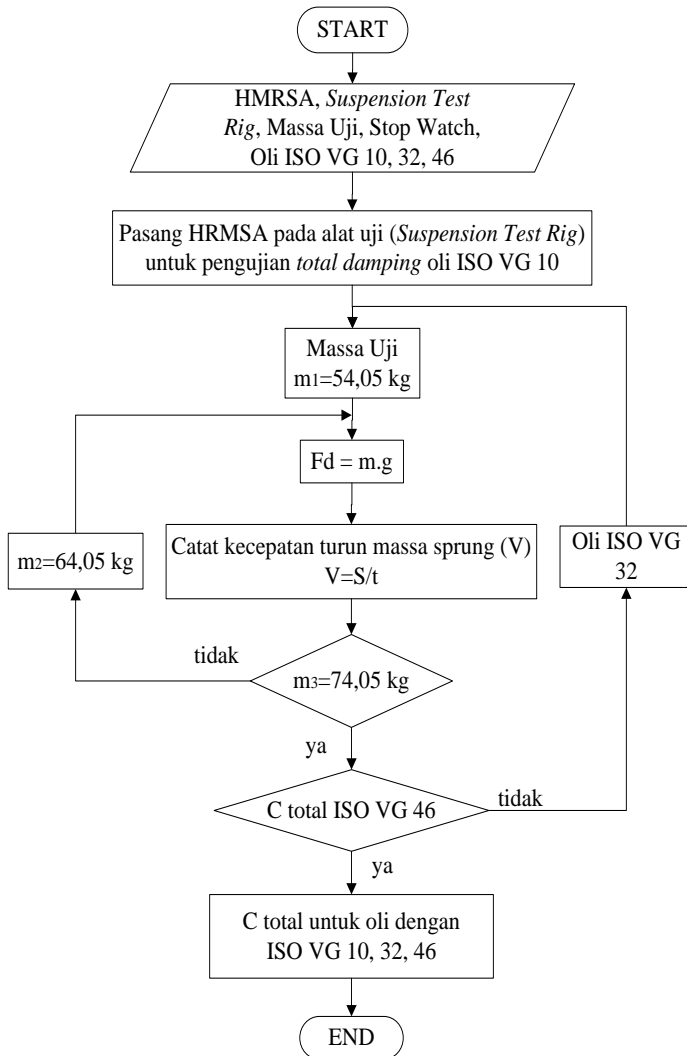 START
HMRSA, Suspension Test
Rig, Massa Uji, Stop Watch,
Oli ISO VG 10, 32, 46
Pasang HRMSA pada alat uji (Suspension Test Rig)
untuk pengujian total damping oli ISO VG 10
Massa Uji
m1=54,05 kg
Fd = m.g
Catat kecepatan turun massa sprung (V)
V=S/t
m2=64,05 kg
Oli ISO VG
32
tidak
m3=74,05 kg
ya
C total ISO VG 46
tidak
ya
C total untuk oli dengan
ISO VG 10, 32, 46
END